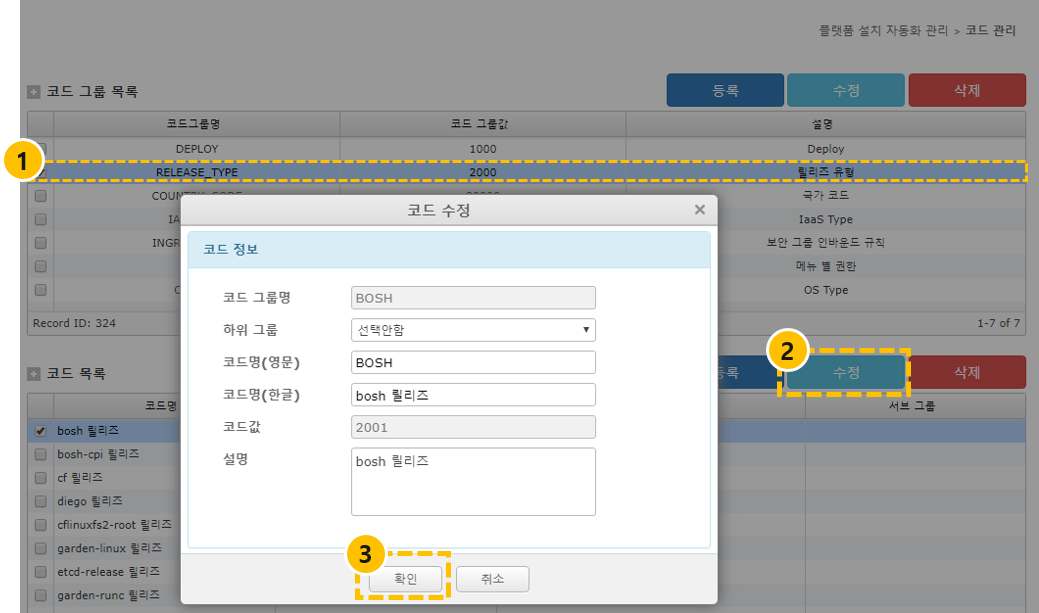 플랫폼 설치 자동화 관리 > 코드 관리
코드 그룹 목록
등록 수정 삭제
코드그룹명 코드 그룹값 설명
DEPLOY 1000 Deploy
1
RELEASE_TYPE 2000 릴리즈 유형
국가 코드
IaaS Type
보안 그룹 인바운드 규칙
메뉴 별 권한
OS Type
Record ID: 324 1-7 of 7
코드 수정
코드 정보
코드 그룹명 BOSH
하위 그룹 선택안함
코드명(영문) BOSH
코드명(한글) bosh 릴리즈
코드값 2001
설명 bosh 릴리즈
3
확인 취소
코드 목록
2
수정 삭제
코드명 서브 그룹
bosh 릴리즈
bosh-cpi 릴리즈
cf 릴리즈
diego 릴리즈
cflinuxfs2-root 릴리즈
garden-linux 릴리즈
etcd-release 릴리즈
garden-runc 릴리즈